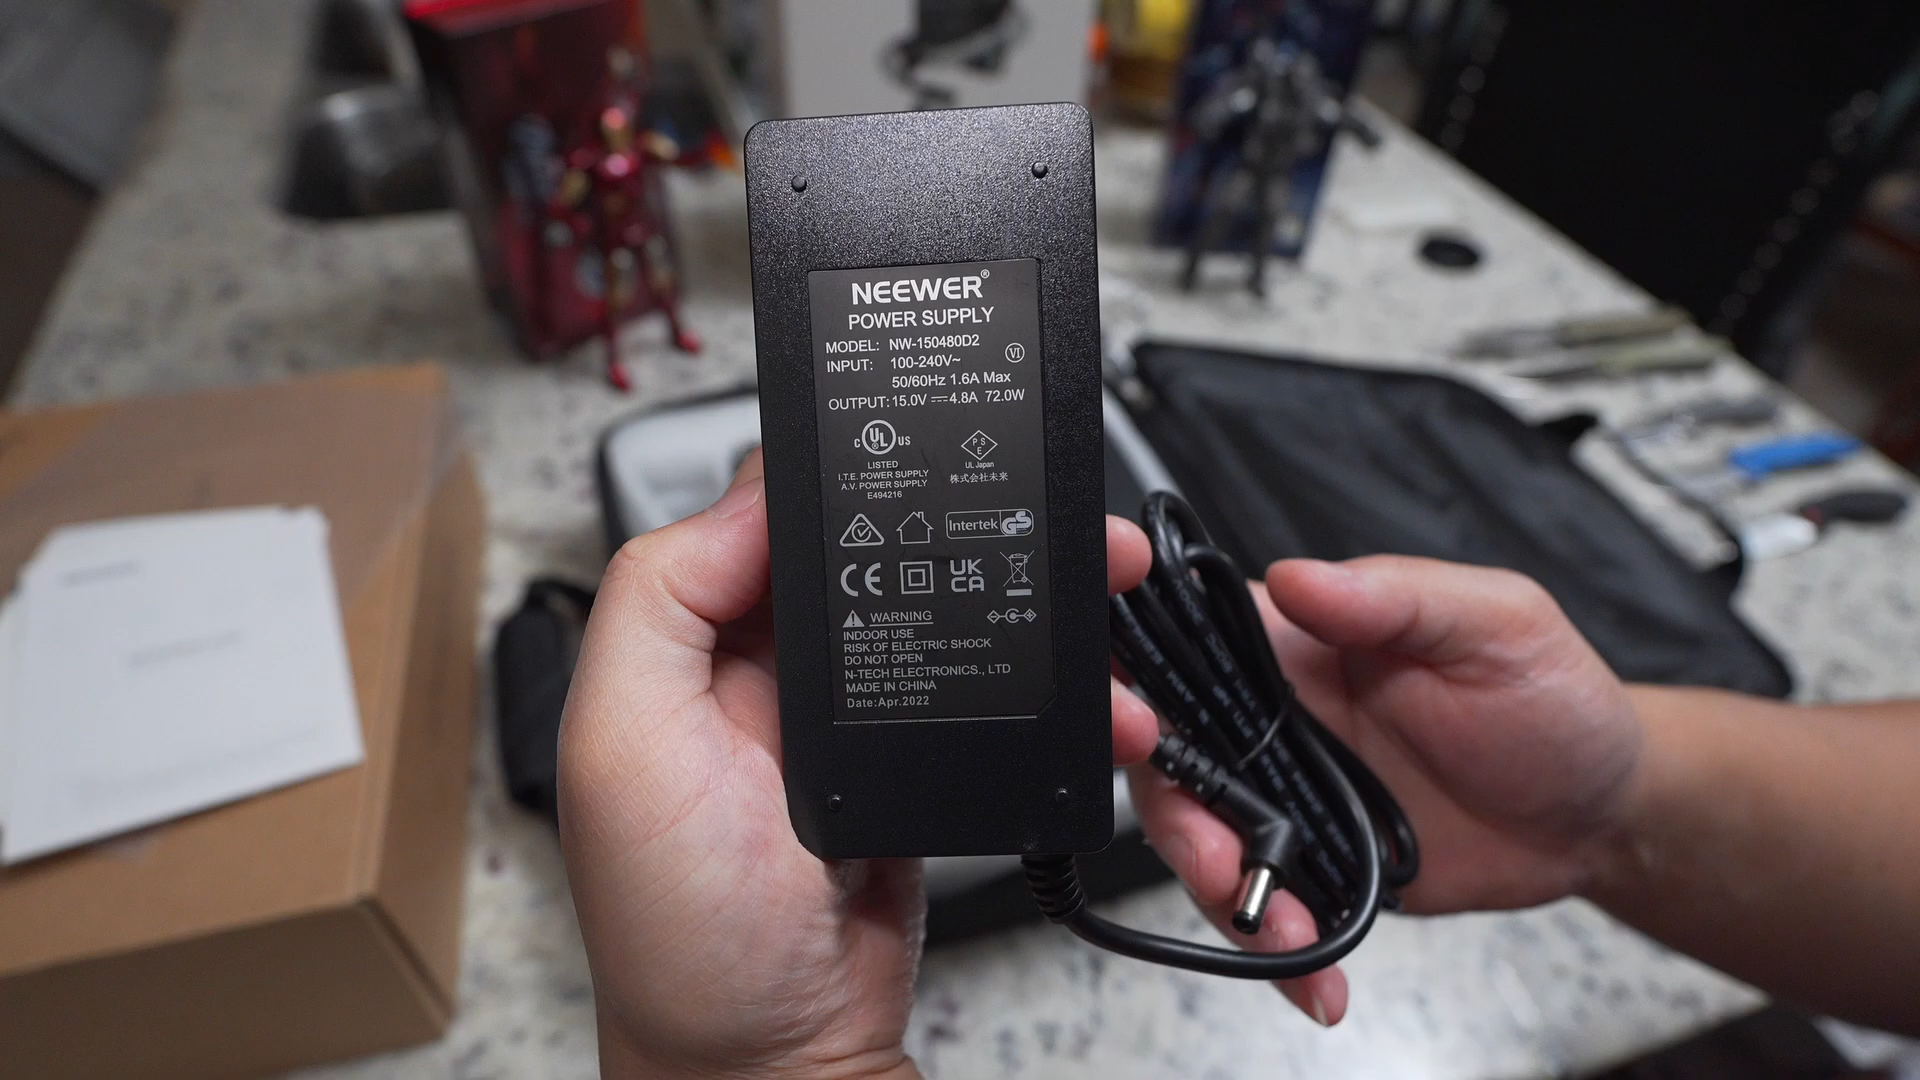 NEEWER®
POWER SUPPLY
MODEL: NW-150480D2
INPUT: 100-240V~
50/60Hz 1.6A Max
VI
OUTPUT: 15.0V ⎓ 4.8A 72.0W
C UL ® US
LISTED
I.T.E. POWER SUPPLY
A.V. POWER SUPPLY
E494216
P S
E
UL Japan
株式会社未来
Intertek GS
CE
UK
CA
WARNING
INDOOR USE
RISK OF ELECTRIC SHOCK
DO NOT OPEN
N-TECH ELECTRONICS., LTD
MADE IN CHINA
Date:Apr.2022